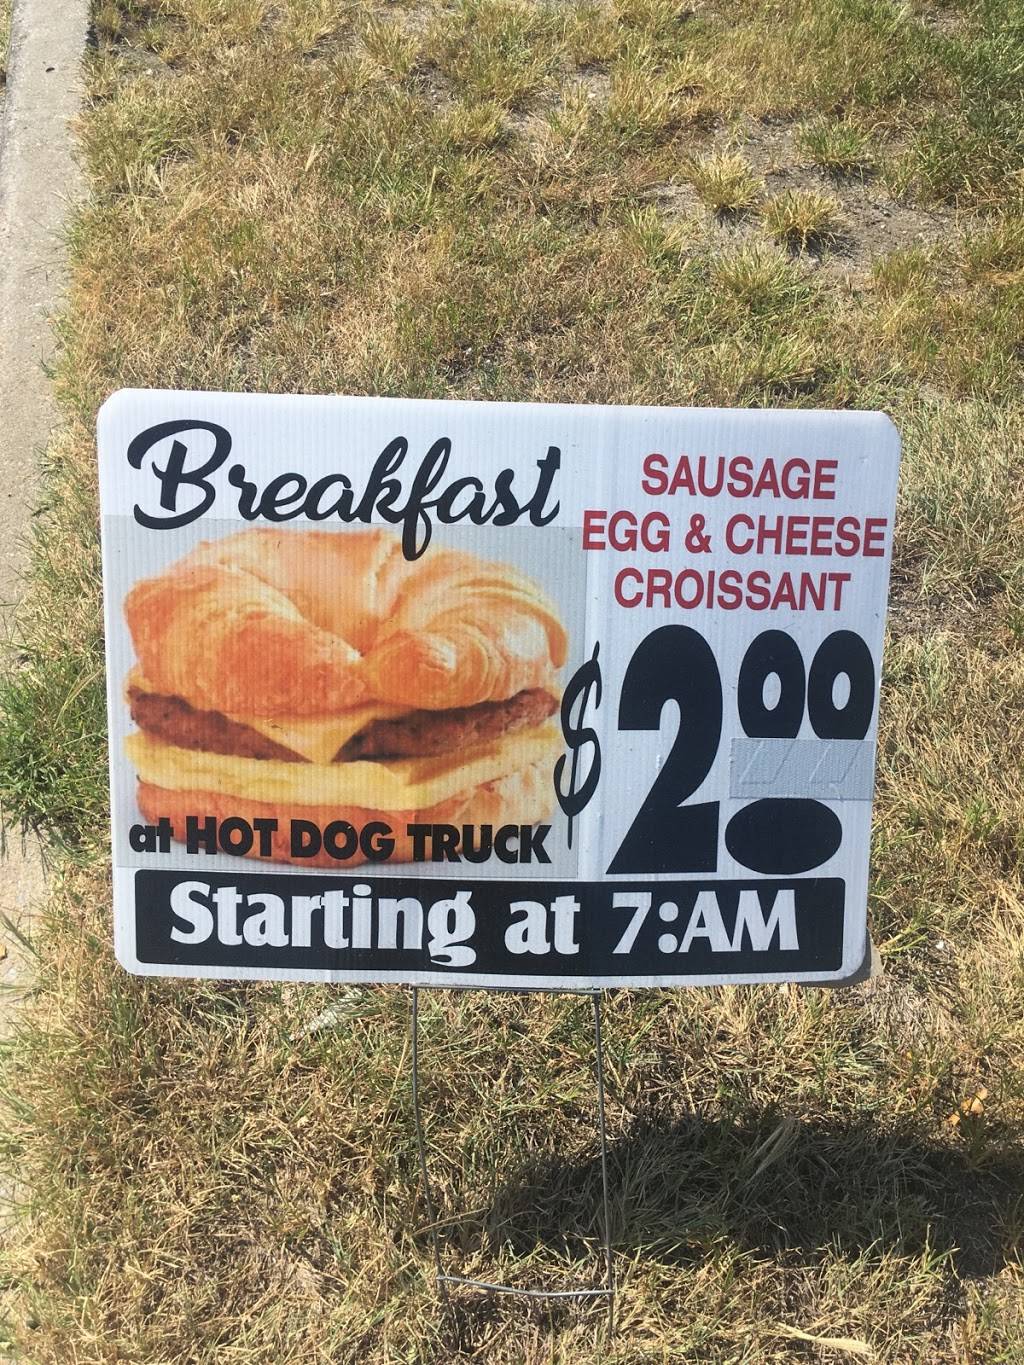 Breakfast
SAUSAGE
EGG & CHEESE
CROISSANT
$2.00
at HOT DOG TRUCK
Starting at 7:AM